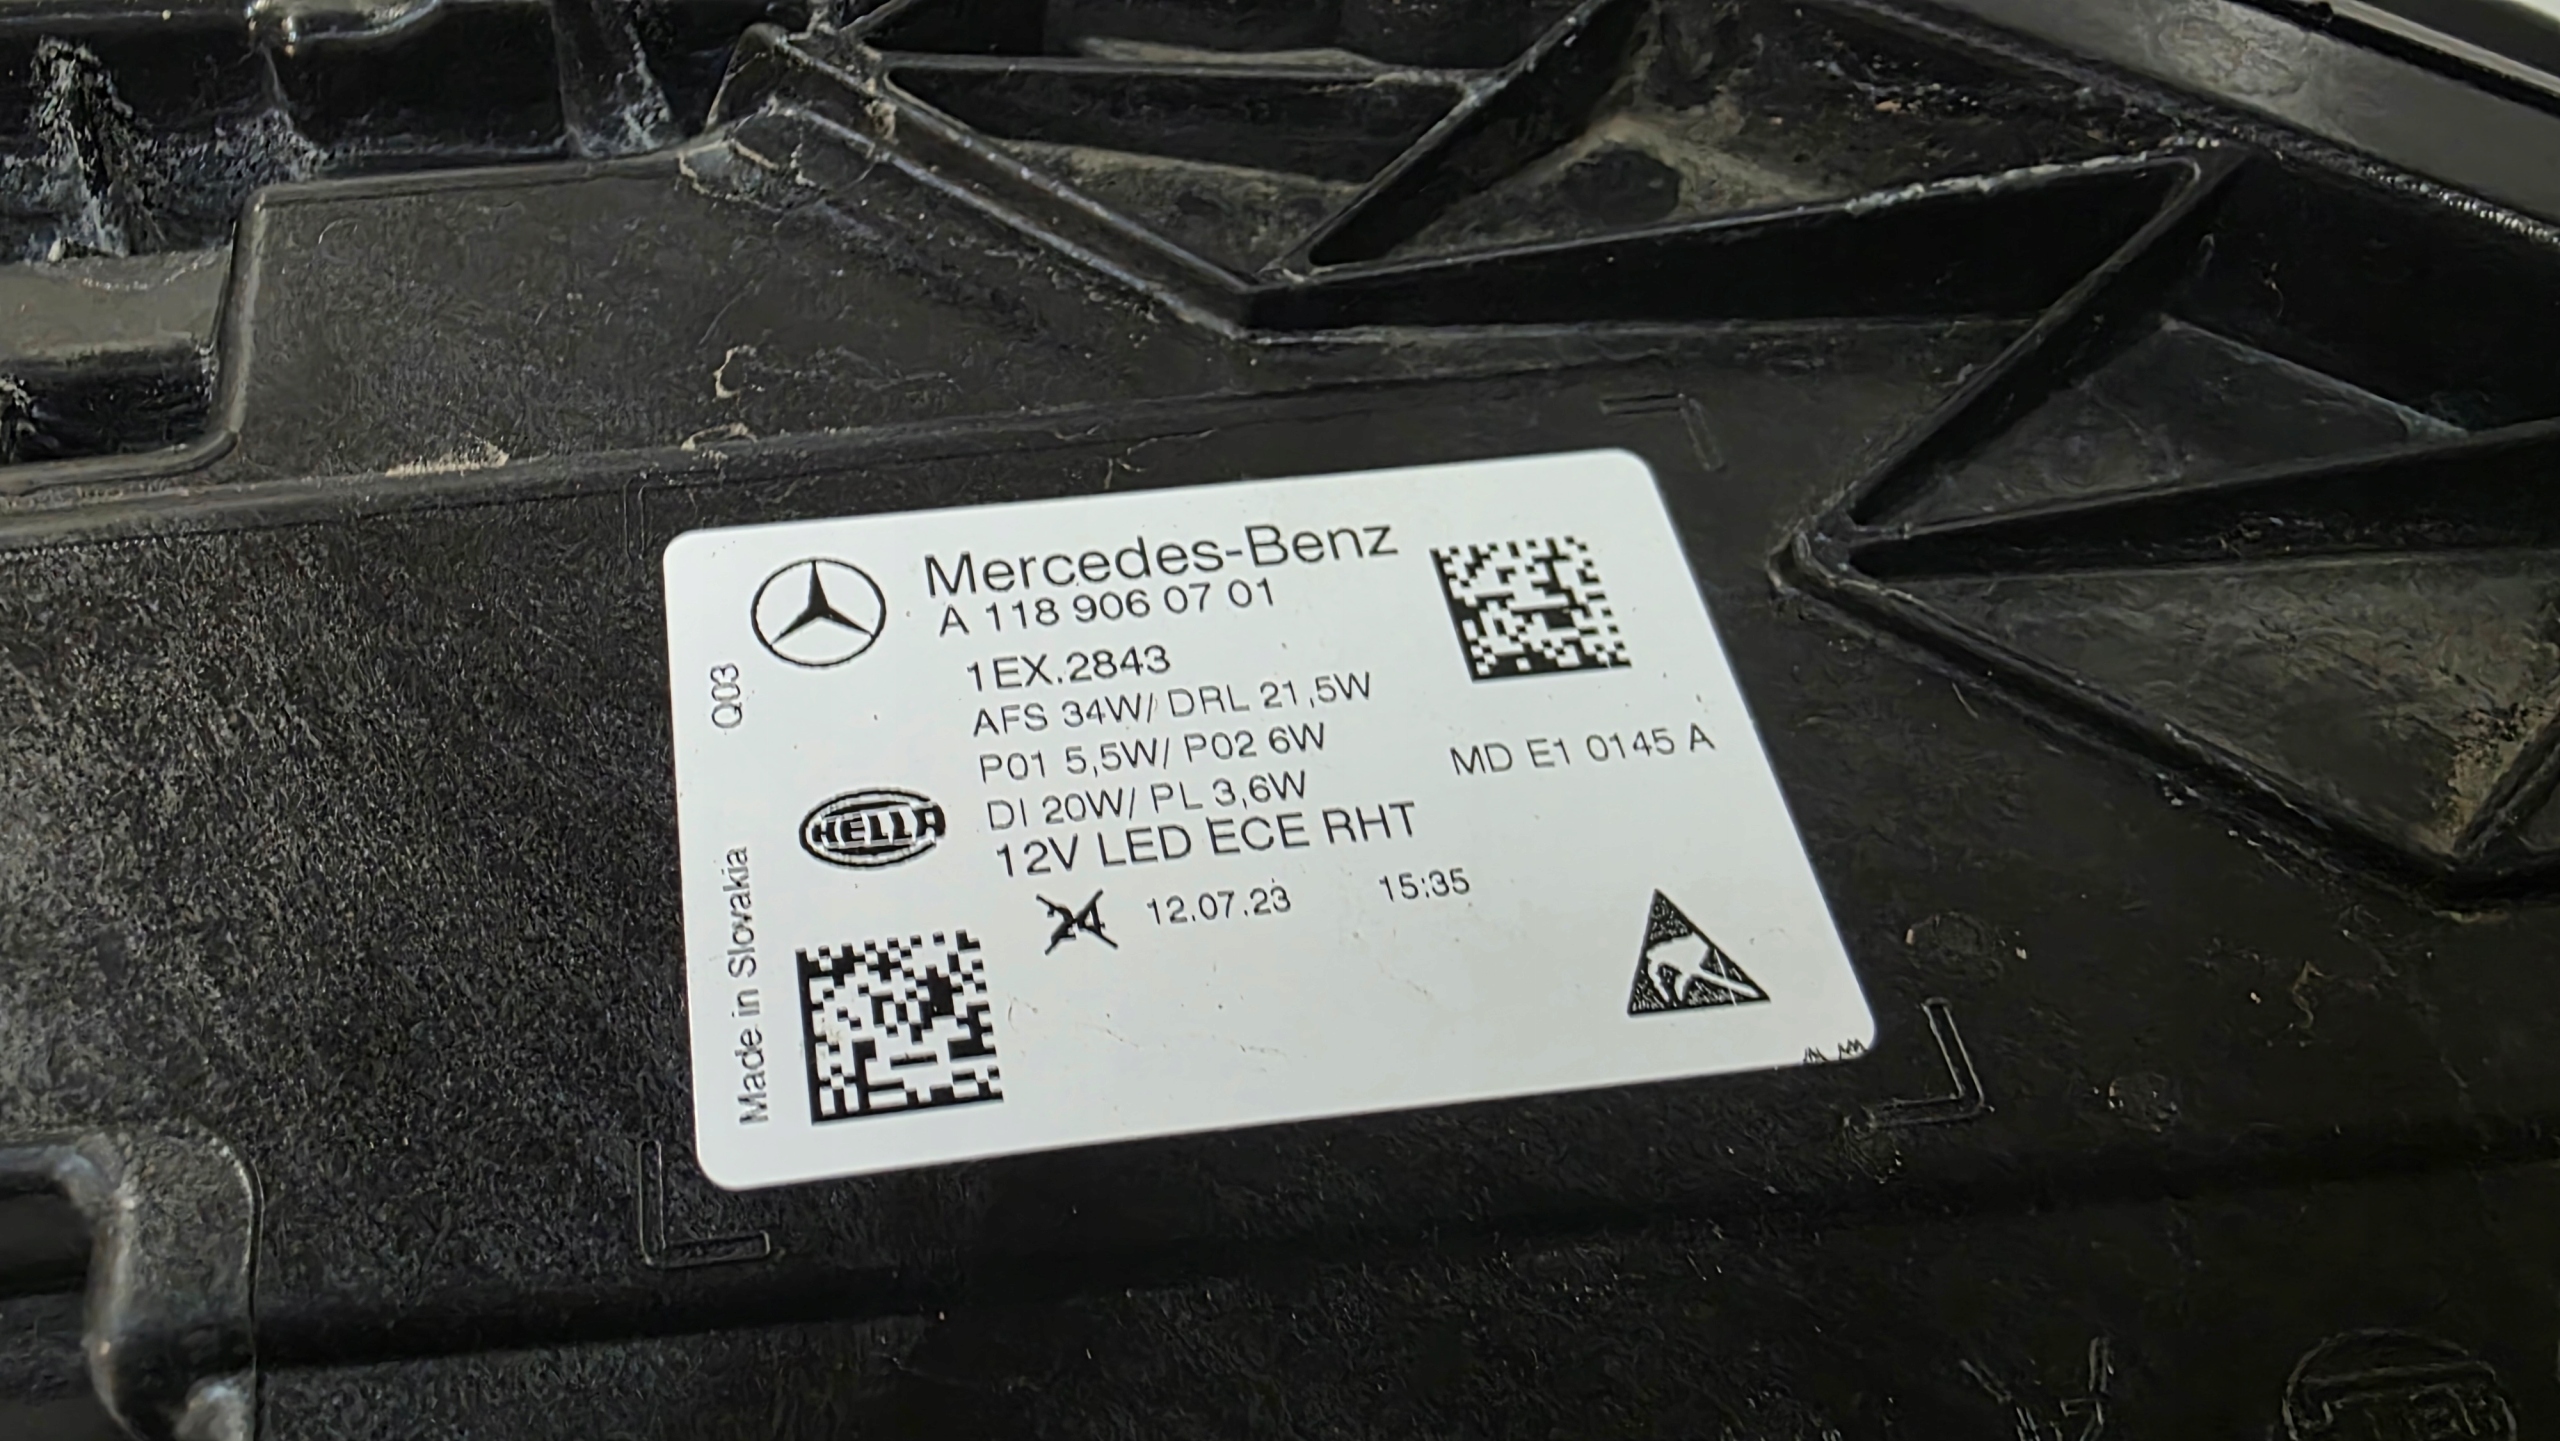 Mercedes-Benz
A 118 906 07 01
1EX.2843
AFS 34W/ DRL 21,5W
P01 5,5W/ P02 6W
DI 20W/ PL 3,6W
12V LED ECE RHT
24 12.07.23 15:35
MD E1 0145 A
HELLA
Q03
Made in Slovakia